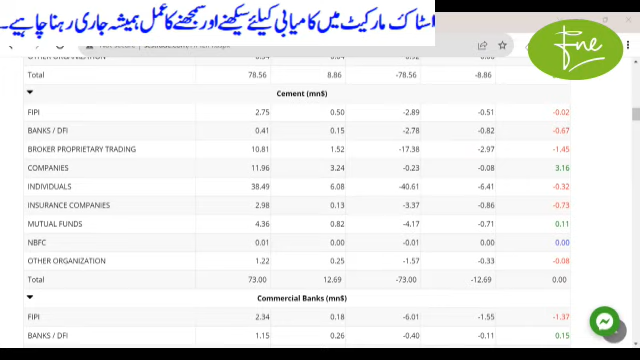 اسٹاک مارکیٹ میں کامیابی کیلئے سیکھنے اور سمجھنے کا عمل ہمیشہ جاری رہنا چاہیے۔
Fne
Total 78.56 8.86 -78.56 -8.86
Cement (mn$)
FIPI 2.75 0.50 -2.89 -0.51 -0.02
BANKS / DFI 0.41 0.15 -2.78 -0.82 -0.67
BROKER PROPRIETARY TRADING 10.81 1.52 -17.38 -2.97 -1.45
COMPANIES 11.96 3.24 -0.23 -0.08 3.16
INDIVIDUALS 38.49 6.08 -40.61 -6.41 -0.32
INSURANCE COMPANIES 2.98 0.13 -3.37 -0.86 -0.73
MUTUAL FUNDS 4.36 0.82 -4.17 -0.71 0.11
NBFC 0.01 0.00 -0.01 0.00 0.00
OTHER ORGANIZATION 1.22 0.25 -1.57 -0.33 -0.08
Total 73.00 12.69 -73.00 -12.69 0.00
Commercial Banks (mn$)
FIPI 2.34 0.18 -6.01 -1.55 -1.37
BANKS / DFI 1.15 0.26 -0.40 -0.11 0.15